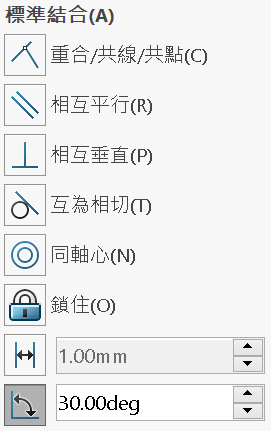 標準結合(A)
重合/共線/共點(C)
相互平行(R)
相互垂直(P)
互為相切(T)
同軸心(N)
鎖住(O)
1.00mm
30.00deg